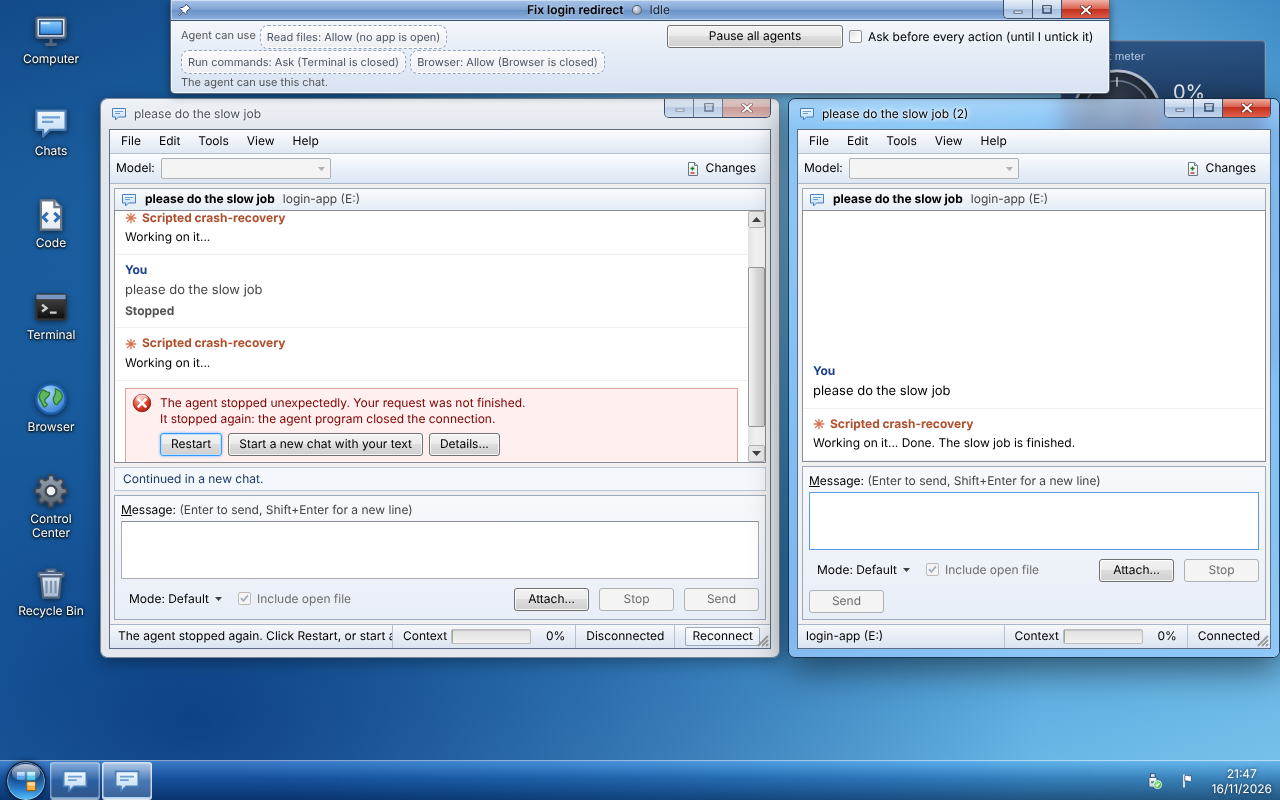 Fix login redirect Idle
Agent can use Read files: Allow (no app is open)
Pause all agents
Ask before every action (until I untick it)
Run commands: Ask (Terminal is closed) Browser: Allow (Browser is closed)
The agent can use this chat.
meter
0%
Computer
Chats
Code
Terminal
Browser
Control
Center
Recycle Bin
please do the slow job
File Edit Tools View Help
Model:
Changes
please do the slow job login-app (E:)
Scripted crash-recovery
Working on it...
You
please do the slow job
Stopped
Scripted crash-recovery
Working on it...
The agent stopped unexpectedly. Your request was not finished.
It stopped again: the agent program closed the connection.
Restart Start a new chat with your text Details...
Continued in a new chat.
Message: (Enter to send, Shift+Enter for a new line)
Mode: Default Include open file Attach... Stop Send
The agent stopped again. Click Restart, or start Context 0% Disconnected Reconnect
please do the slow job (2)
File Edit Tools View Help
Model:
Changes
please do the slow job login-app (E:)
You
please do the slow job
Scripted crash-recovery
Working on it... Done. The slow job is finished.
Message: (Enter to send, Shift+Enter for a new line)
Mode: Default Include open file Attach... Stop
Send
login-app (E:) Context 0% Connected
21:47
16/11/2026